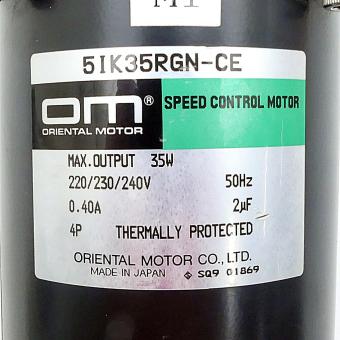 M1
5IK35RGN-CE
OM® SPEED CONTROL MOTOR
ORIENTAL MOTOR
MAX.OUTPUT 35W
220/230/240V 50Hz
0.40A 2µF
4P THERMALLY PROTECTED
ORIENTAL MOTOR CO., LTD.
MADE IN JAPAN SQ9 01869